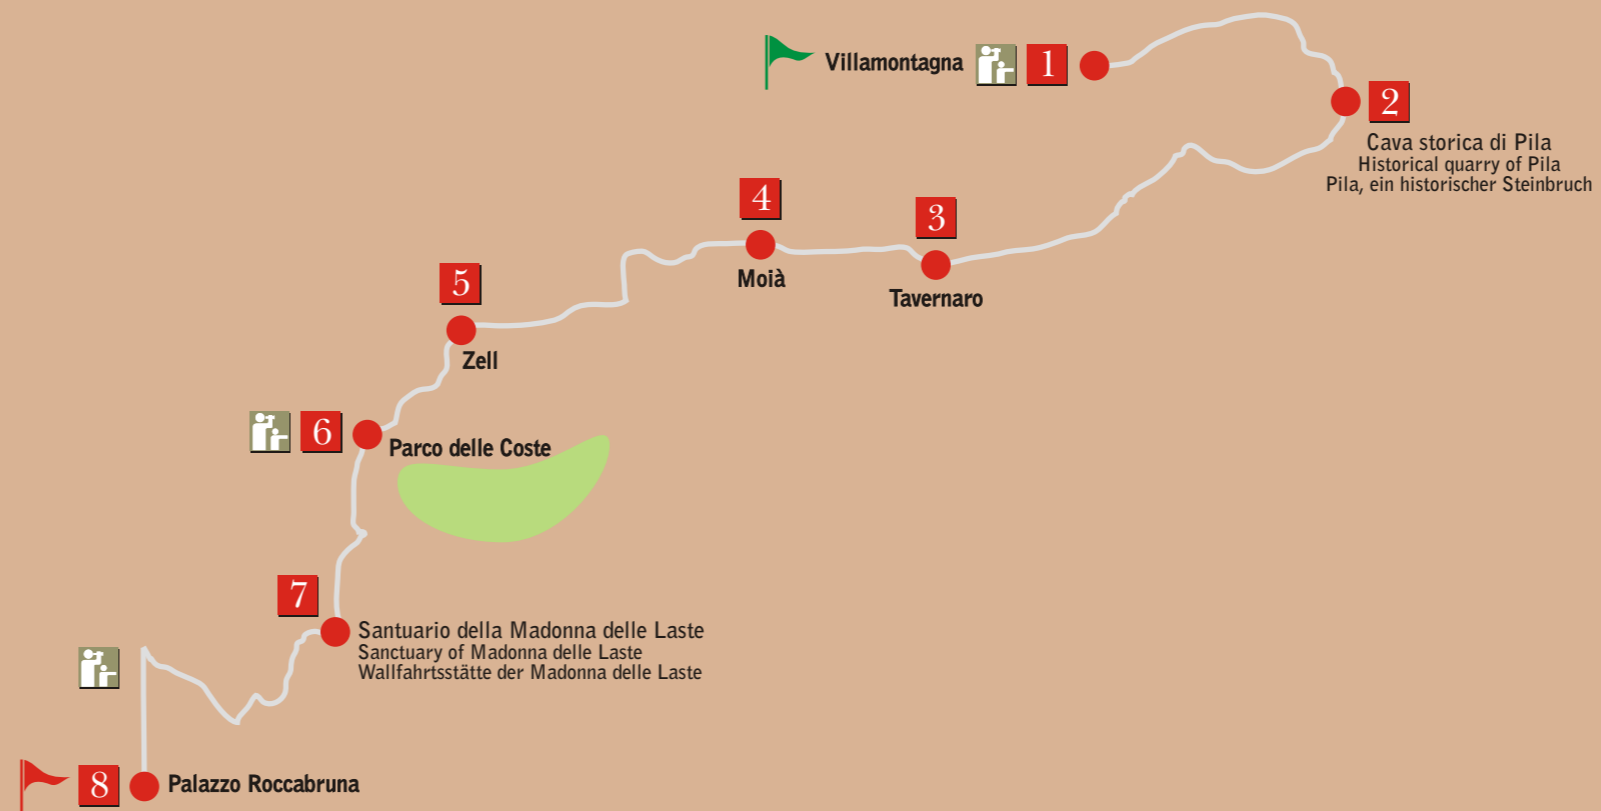 Villamontagna
1
2
Cava storica di Pila
Historical quarry of Pila
Pila, ein historischer Steinbruch
3
Tavernaro
4
Moià
5
Zell
6
Parco delle Coste
7
Santuario della Madonna delle Laste
Sanctuary of Madonna delle Laste
Wallfahrtsstätte der Madonna delle Laste
8
Palazzo Roccabruna